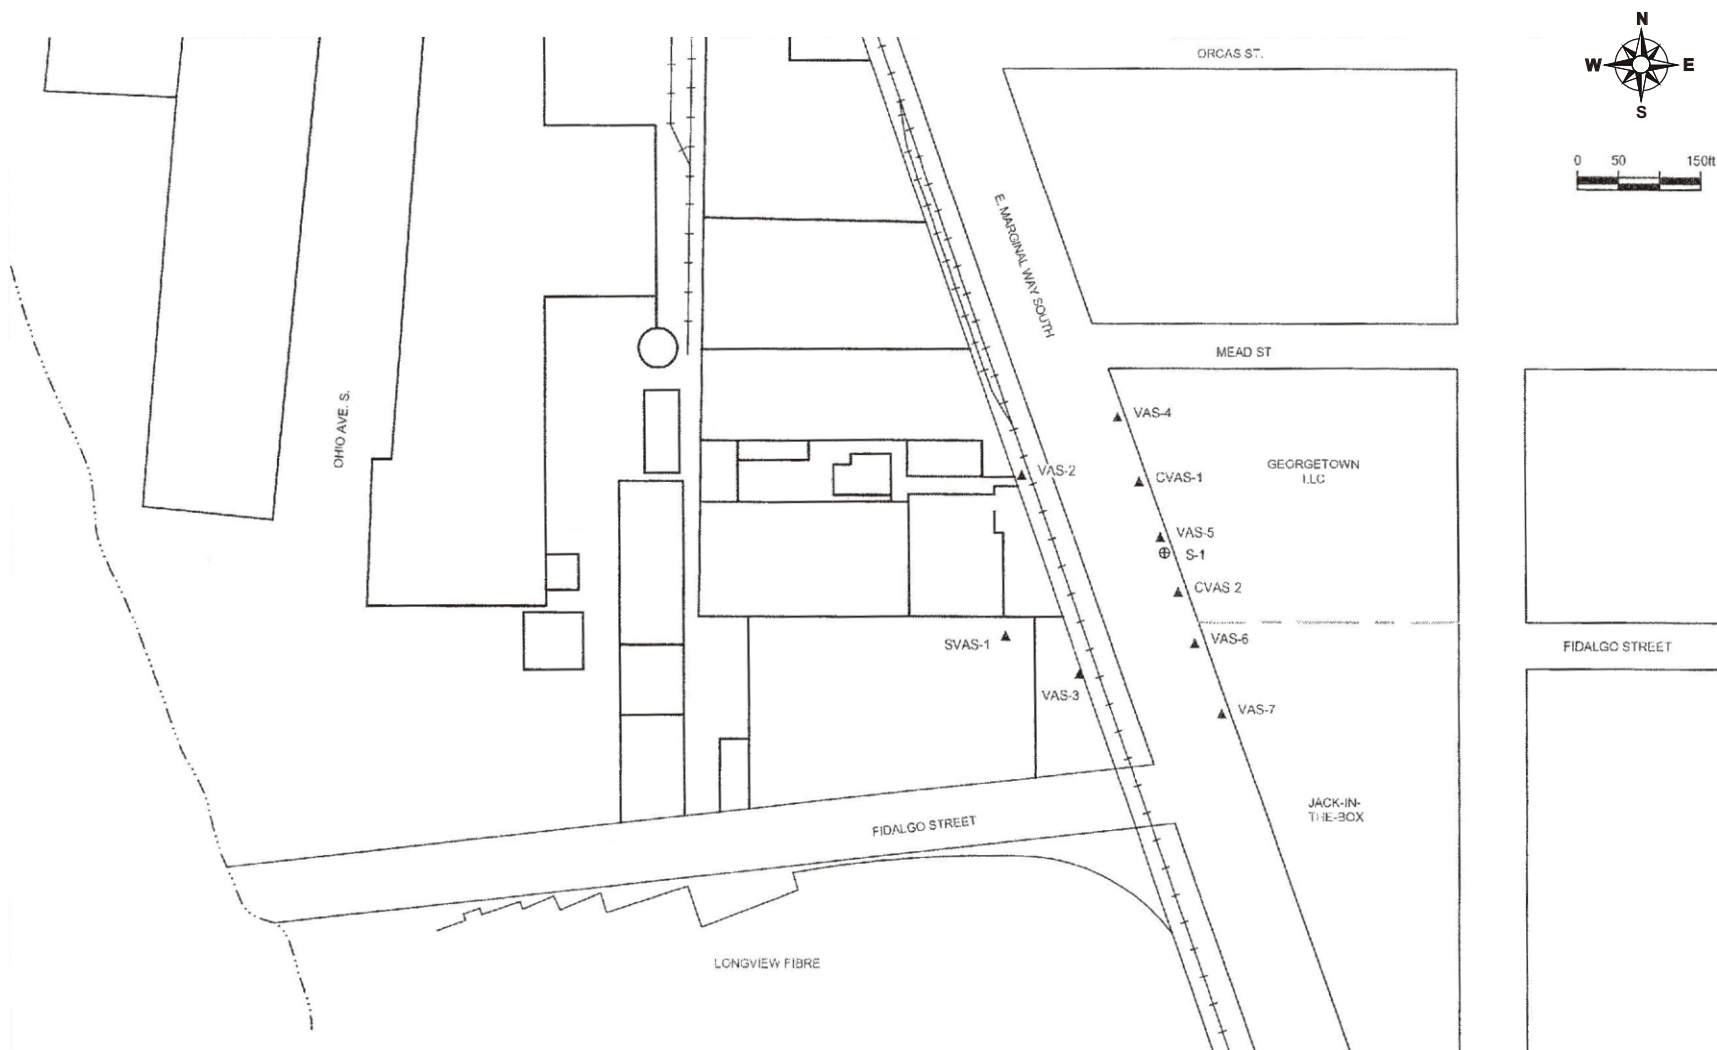 N
ORCAS ST.
W
E
S
0
50
150ft
E. MARGINAL WAY SOUTH
MEAD ST
OHIO AVE. S.
VAS-4
GEORGETOWN
LLC
VAS-2
CVAS-1
VAS-5
S-1
CVAS 2
SVAS-1
VAS-6
FIDALGO STREET
VAS-3
VAS-7
JACK-IN-
THE-BOX
FIDALGO STREET
LONGVIEW FIBRE